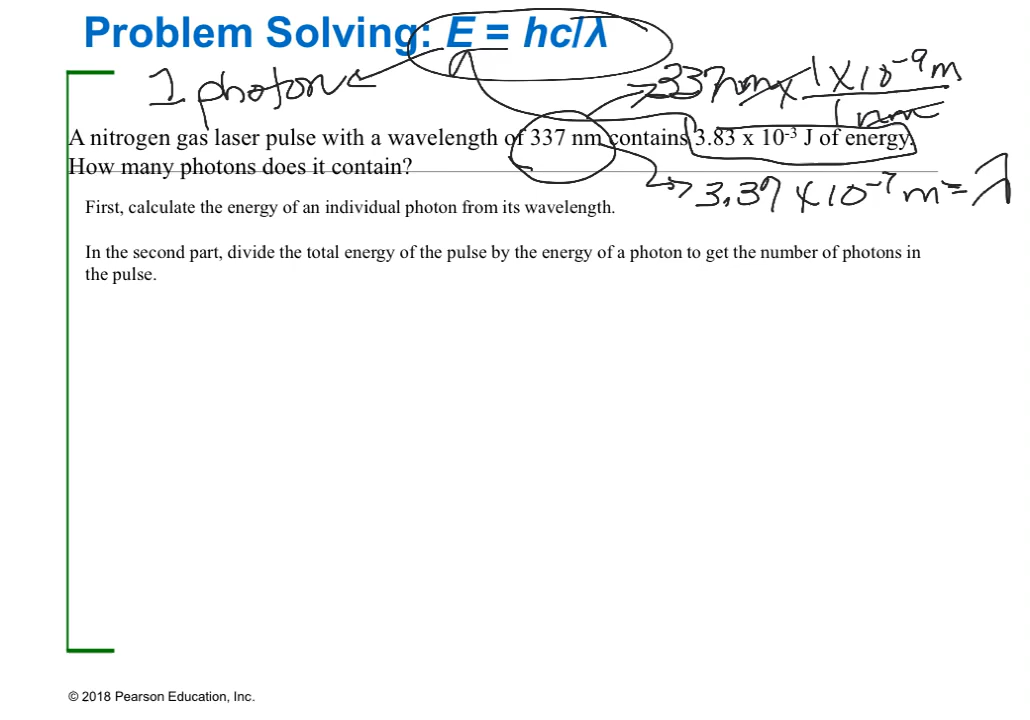 Problem Solving: E = hc/λ
1 photon
337 nm x 1 X 10⁻⁹ m
1 nm
A nitrogen gas laser pulse with a wavelength of 337 nm contains 3.83 x 10⁻³ J of energy.
How many photons does it contain?
3.37 X 10⁻⁷ m = λ
First, calculate the energy of an individual photon from its wavelength.
In the second part, divide the total energy of the pulse by the energy of a photon to get the number of photons in
the pulse.
© 2018 Pearson Education, Inc.